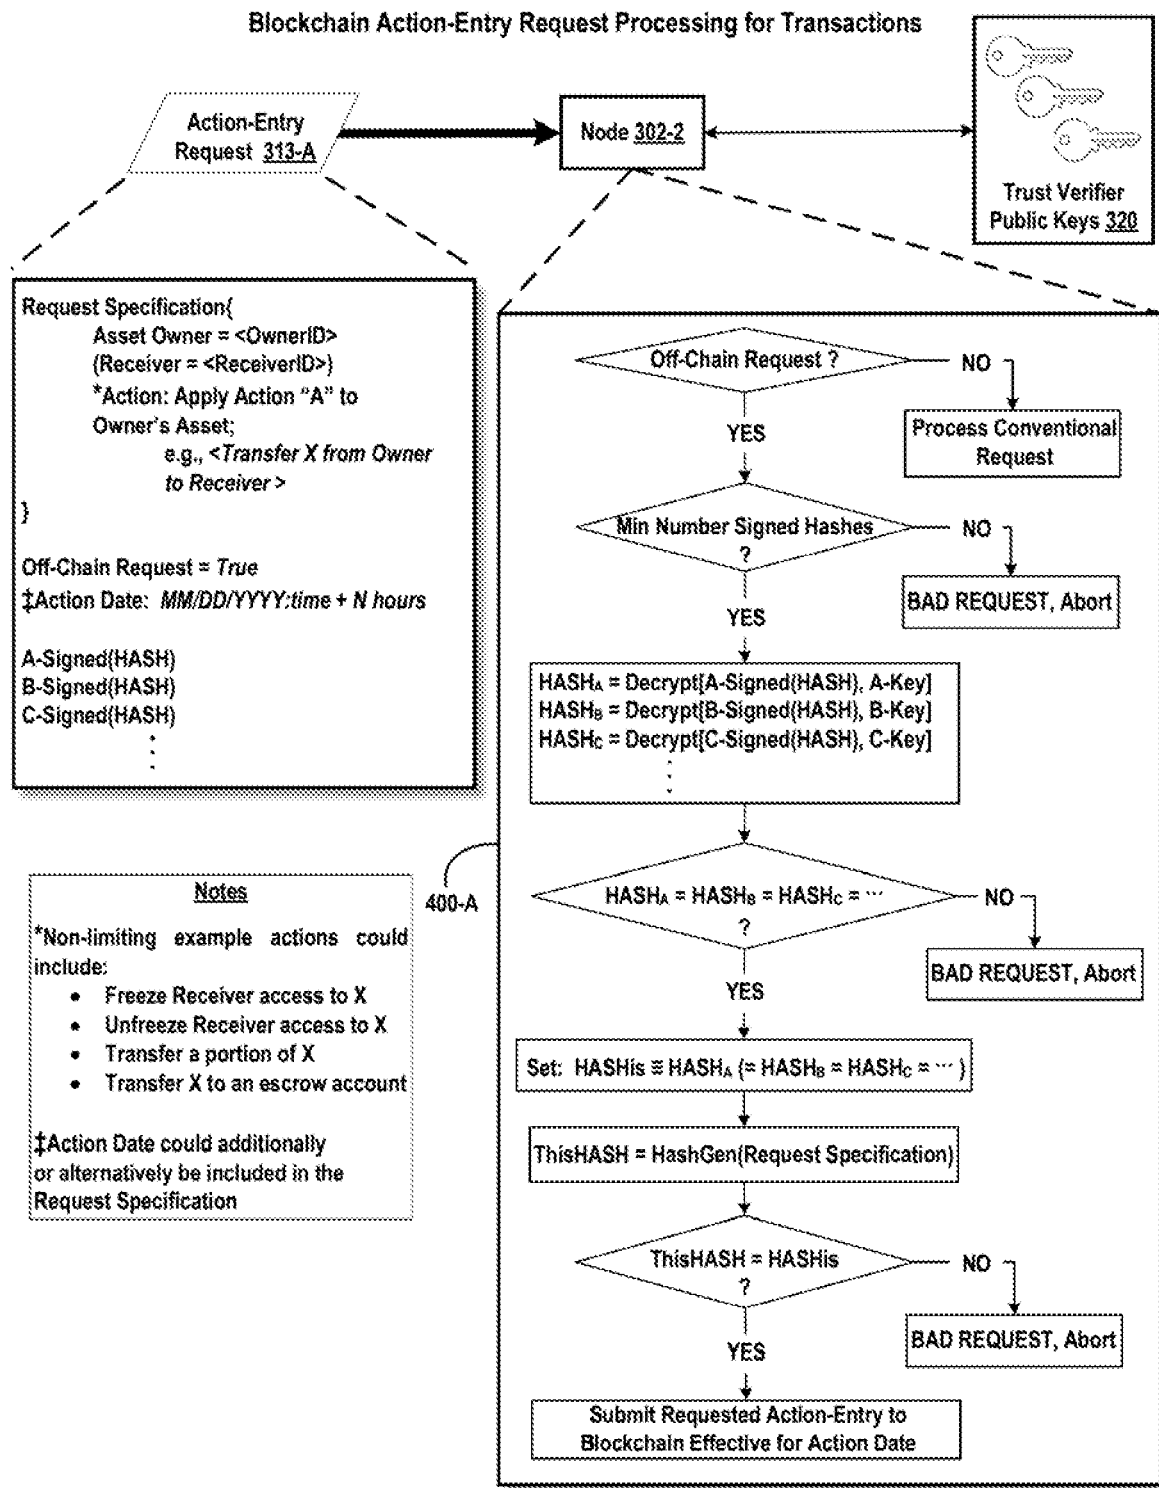 Blockchain Action-Entry Request Processing for Transactions
Action-Entry
Request 313-A
Node 302-2
Trust Verifier
Public Keys 320
Request Specification{
Asset Owner = <OwnerID>
(Receiver = <ReceiverID>)
*Action: Apply Action “A” to
Owner’s Asset;
e.g., <Transfer X from Owner
to Receiver >
}
Off-Chain Request = True
‡Action Date: MM/DD/YYYY:time + N hours
A-Signed(HASH)
B-Signed(HASH)
C-Signed(HASH)
⋮
Notes
*Non-limiting example actions could
include:
• Freeze Receiver access to X
• Unfreeze Receiver access to X
• Transfer a portion of X
• Transfer X to an escrow account
‡Action Date could additionally
or alternatively be included in the
Request Specification
400-A
Off-Chain Request ?
NO
Process Conventional
Request
YES
Min Number Signed Hashes
?
NO
BAD REQUEST, Abort
YES
HASHA = Decrypt[A-Signed(HASH), A-Key]
HASHB = Decrypt[B-Signed(HASH), B-Key]
HASHC = Decrypt[C-Signed(HASH), C-Key]
⋮
HASHA = HASHB = HASHC = ⋯
?
NO
BAD REQUEST, Abort
YES
Set: HASHis ≡ HASHA (= HASHB = HASHC = ⋯ )
ThisHASH = HashGen(Request Specification)
ThisHASH = HASHis
?
NO
BAD REQUEST, Abort
YES
Submit Requested Action-Entry to
Blockchain Effective for Action Date